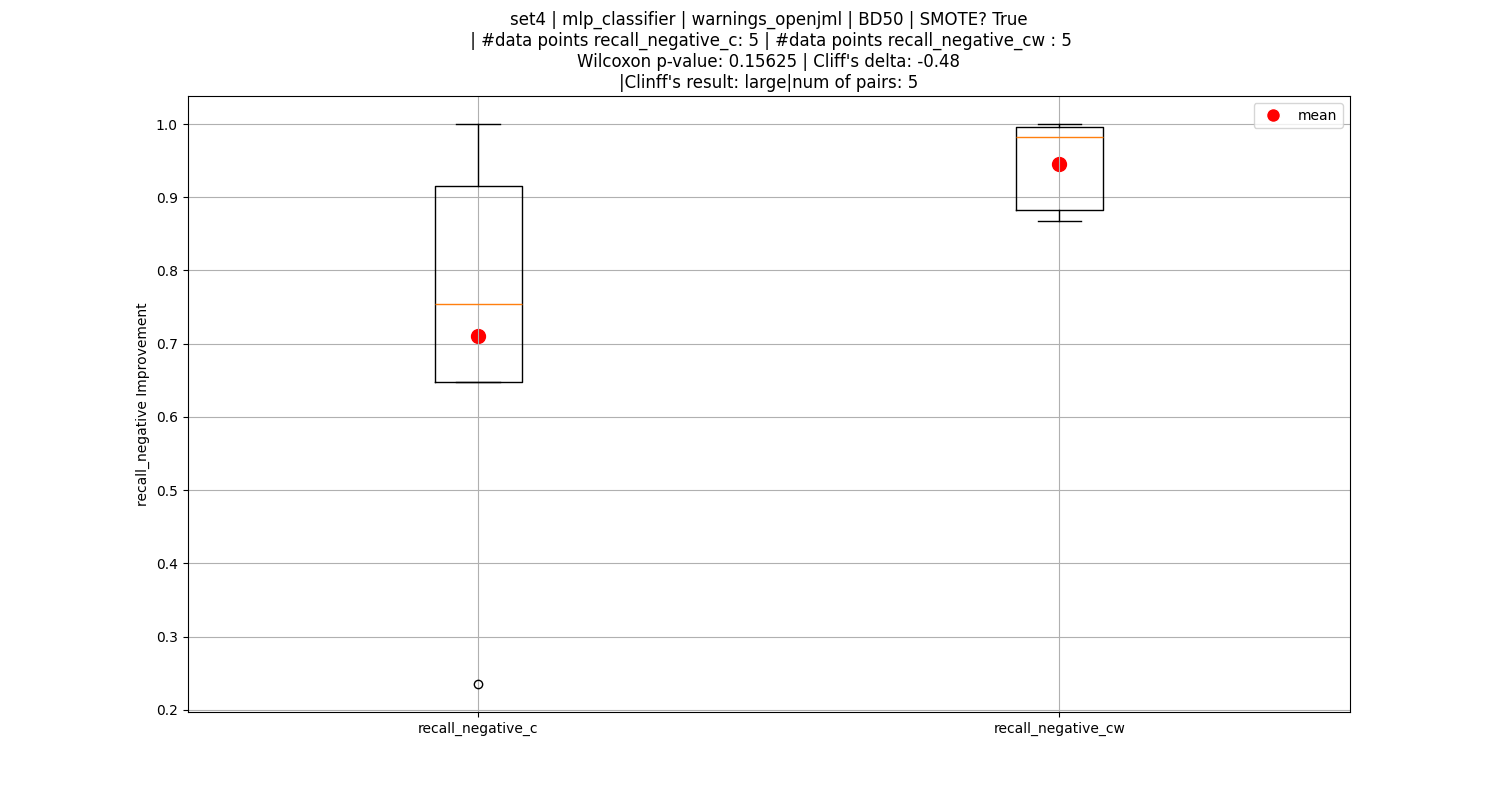 set4 | mlp_classifier | warnings_openjml | BD50 | SMOTE? True
| #data points recall_negative_c: 5 | #data points recall_negative_cw : 5
Wilcoxon p-value: 0.15625 | Cliff's delta: -0.48
|Clinff's result: large|num of pairs: 5
mean
1.0
0.9
0.8
0.7
0.6
0.5
0.4
0.3
0.2
recall_negative Improvement
recall_negative_c
recall_negative_cw